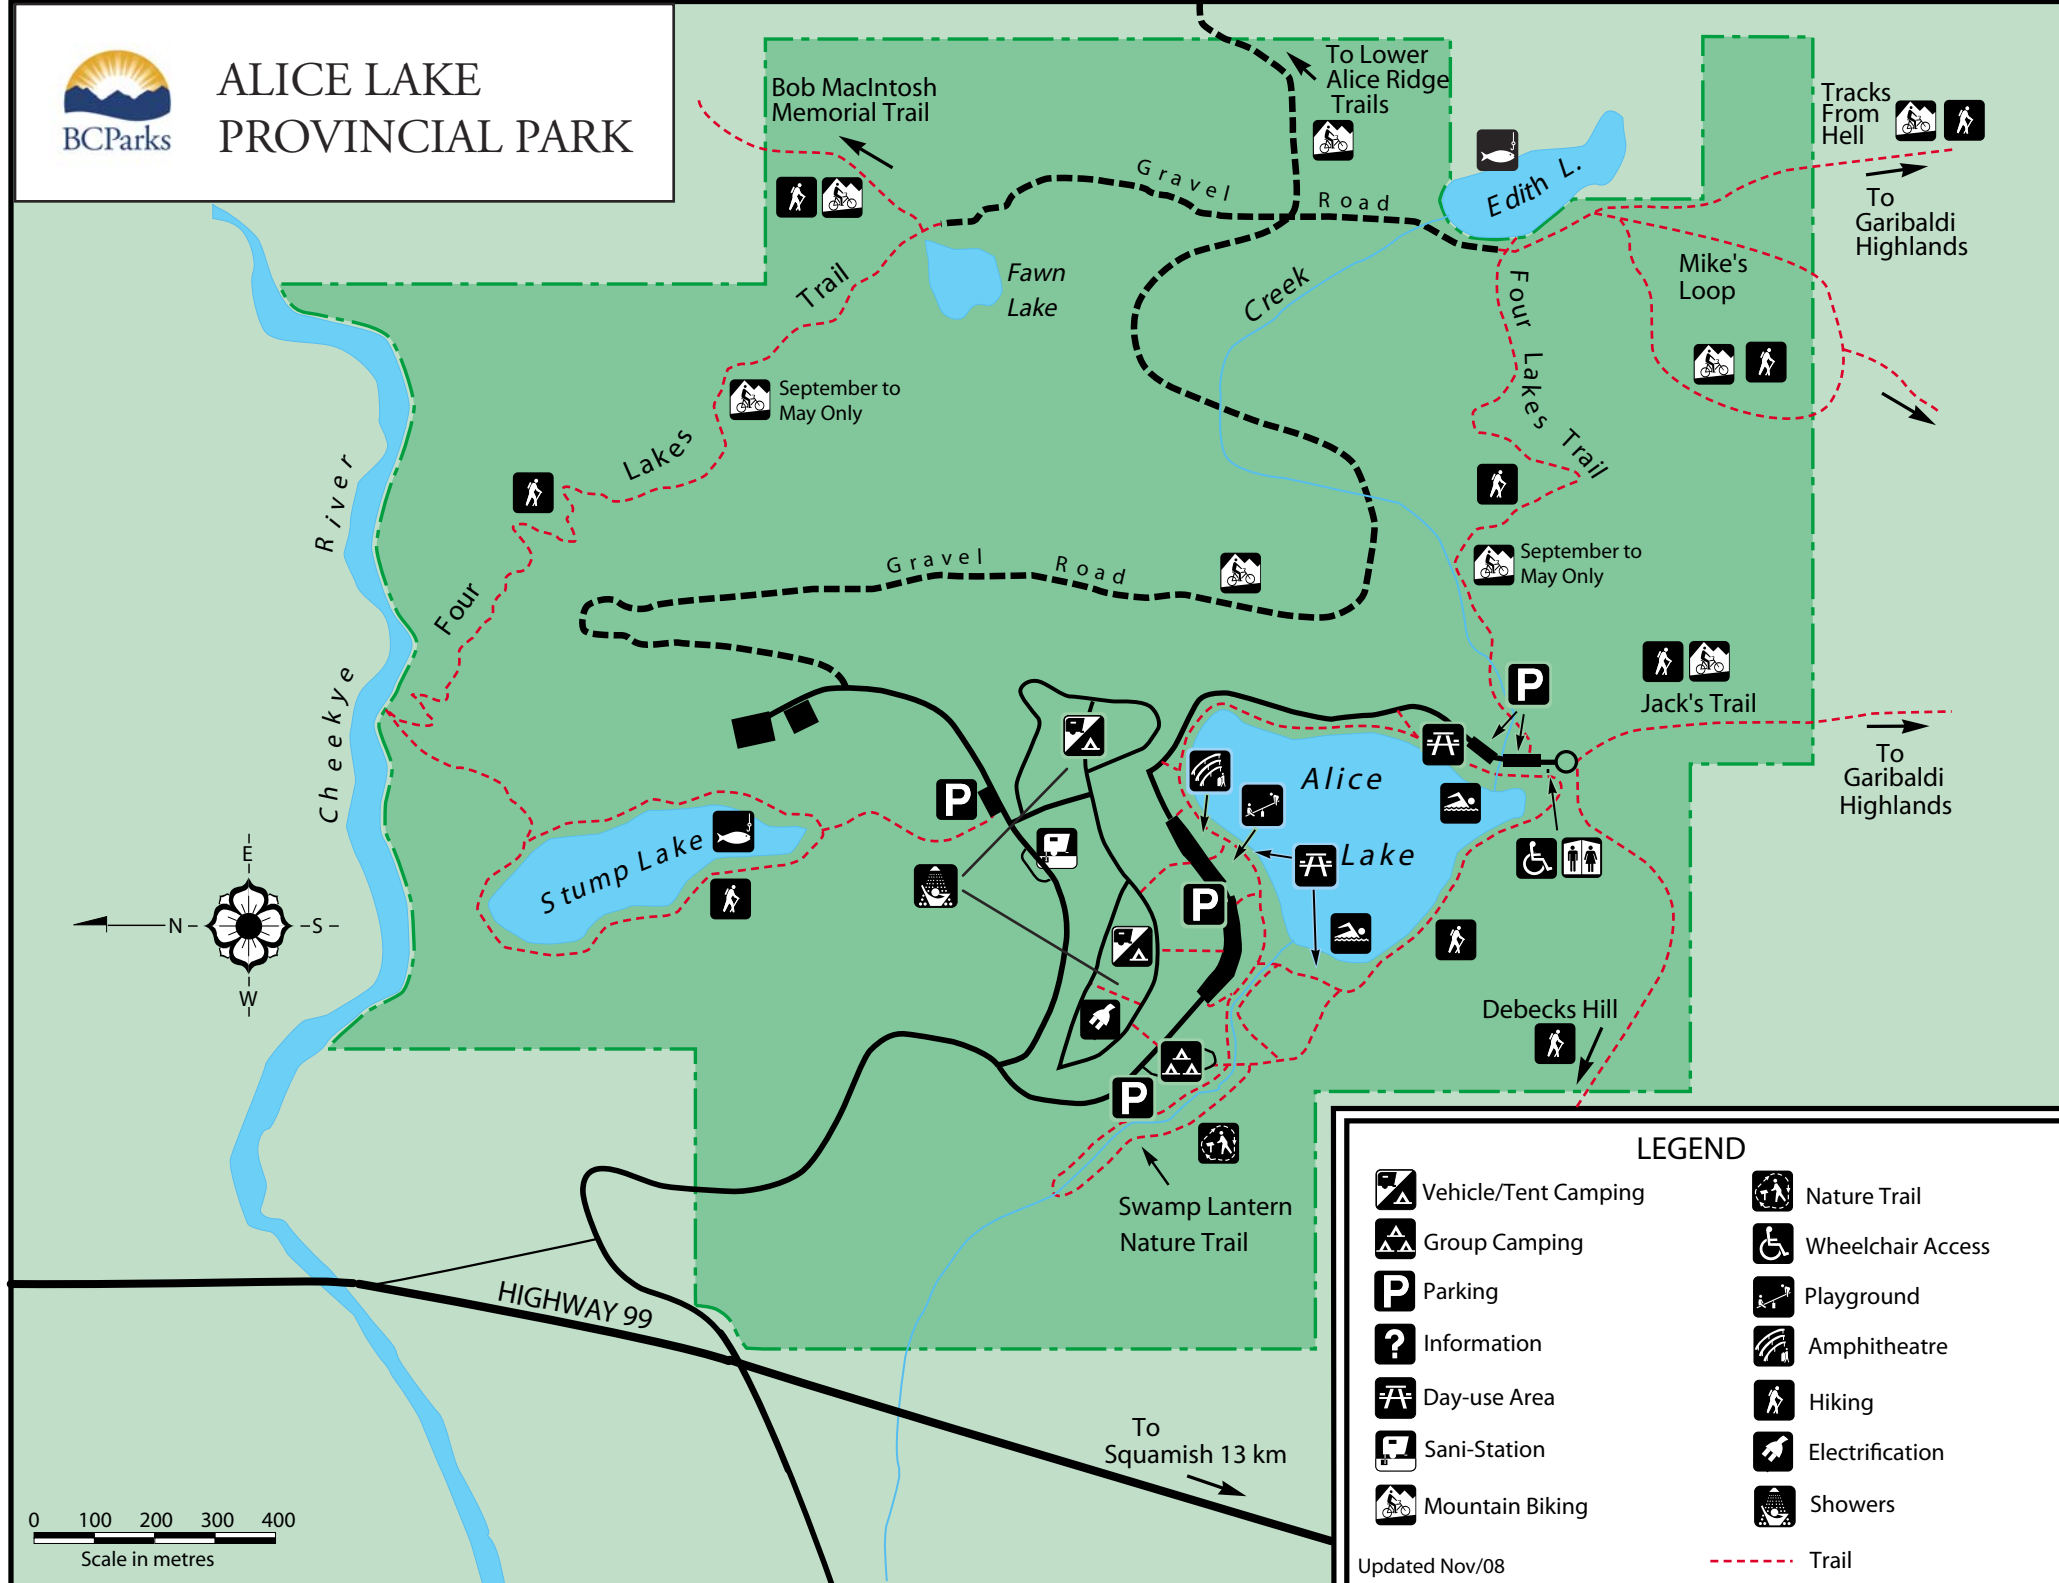 BCParks
ALICE LAKE
PROVINCIAL PARK
Bob MacIntosh
Memorial Trail
To Lower
Alice Ridge
Trails
Tracks
From
Hell
To
Garibaldi
Highlands
Gravel Road
Edith L.
Fawn
Lake
Creek
Mike's
Loop
Four Lakes Trail
September to
May Only
Four Lakes Trail
September to
May Only
Gravel Road
Cheekye River
Jack's Trail
To
Garibaldi
Highlands
P
P
P
P
Alice
Lake
Stump Lake
E
N
S
W
Debecks Hill
Swamp Lantern
Nature Trail
HIGHWAY 99
To
Squamish 13 km
0 100 200 300 400
Scale in metres
LEGEND
Vehicle/Tent Camping
Group Camping
P Parking
? Information
Day-use Area
Sani-Station
Mountain Biking
Nature Trail
Wheelchair Access
Playground
Amphitheatre
Hiking
Electrification
Showers
Trail
Updated Nov/08